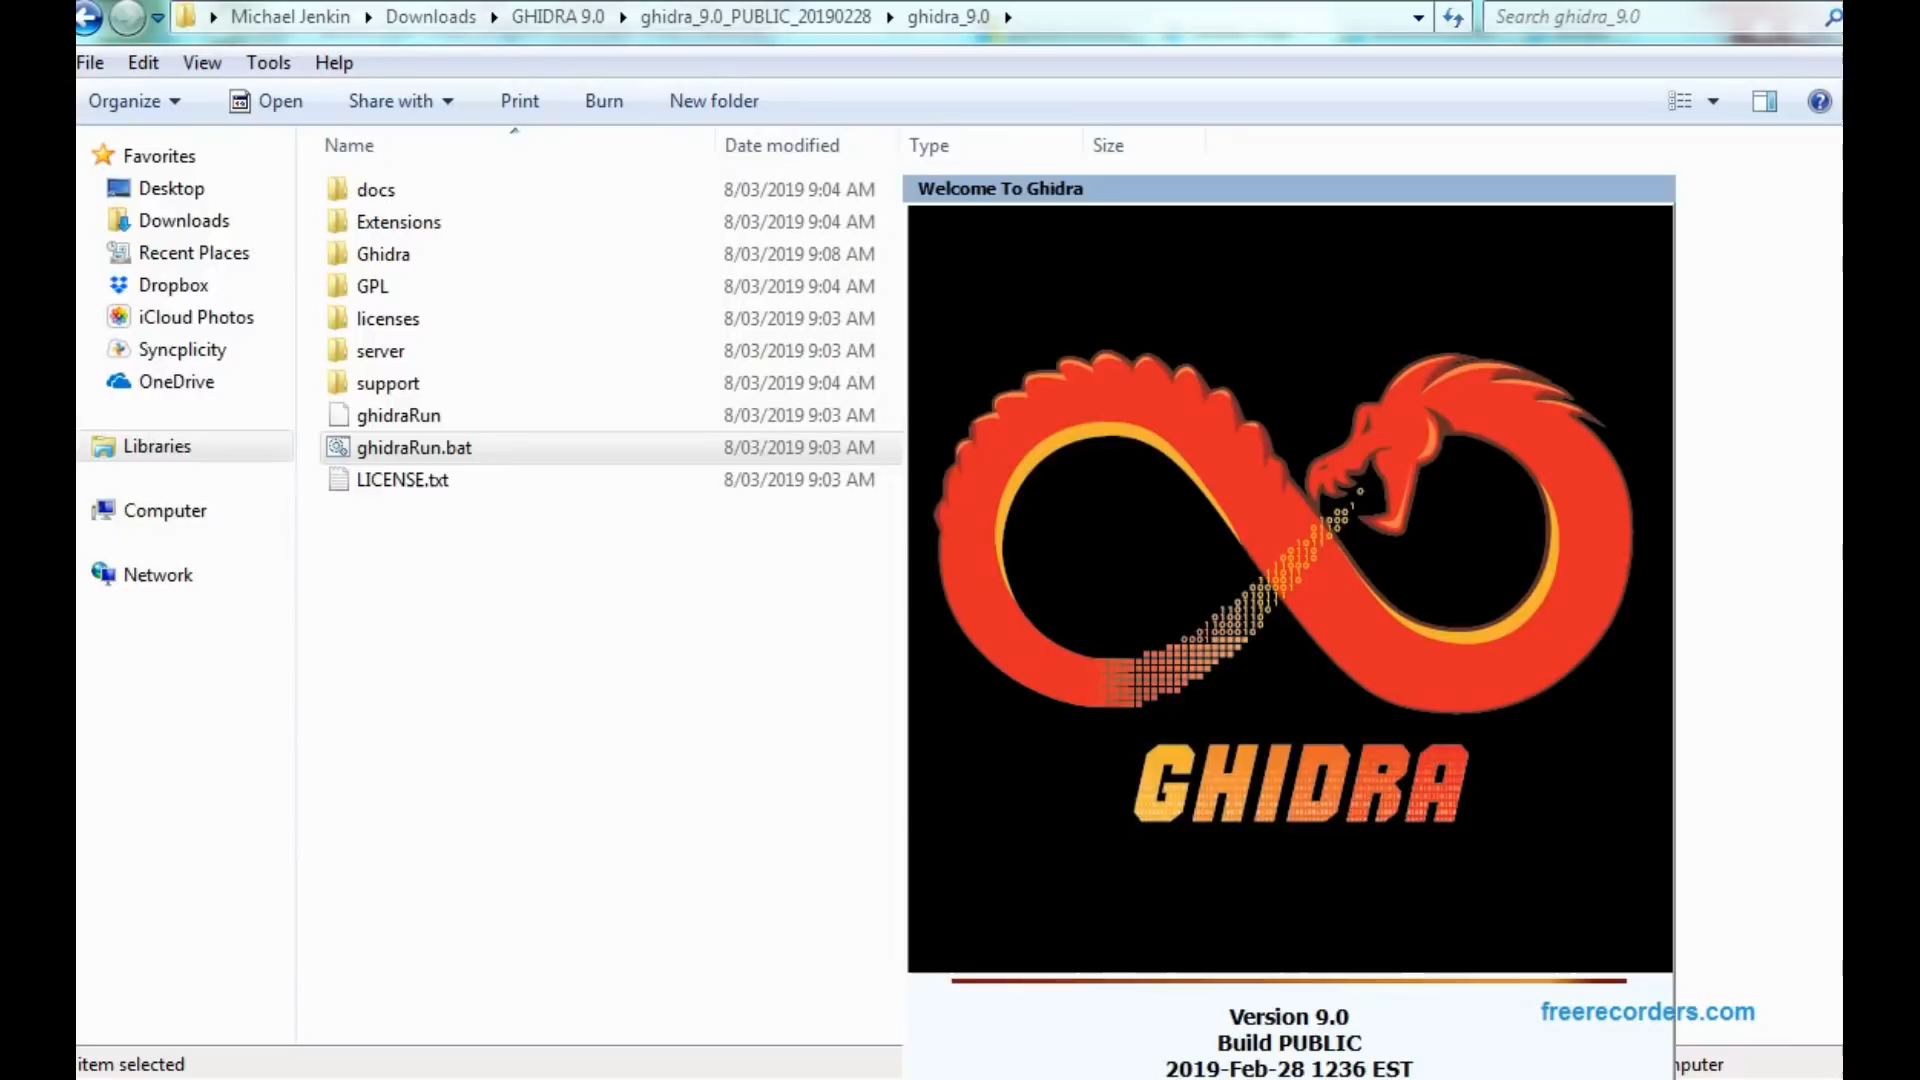 Michael Jenkin Downloads GHIDRA 9.0 ghidra_9.0_PUBLIC_20190228 ghidra_9.0
Search ghidra_9.0
File Edit View Tools Help
Organize Open Share with Print Burn New folder
Name Date modified Type Size
Favorites
Desktop
Downloads
Recent Places
Dropbox
iCloud Photos
Syncplicity
OneDrive
Libraries
Computer
Network
docs 8/03/2019 9:04 AM
Extensions 8/03/2019 9:04 AM
Ghidra 8/03/2019 9:08 AM
GPL 8/03/2019 9:04 AM
licenses 8/03/2019 9:03 AM
server 8/03/2019 9:03 AM
support 8/03/2019 9:04 AM
ghidraRun 8/03/2019 9:03 AM
ghidraRun.bat 8/03/2019 9:03 AM
LICENSE.txt 8/03/2019 9:03 AM
Welcome To Ghidra
GHIDRA
Version 9.0
Build PUBLIC
2019-Feb-28 1236 EST
freerecorders.com
item selected
nputer